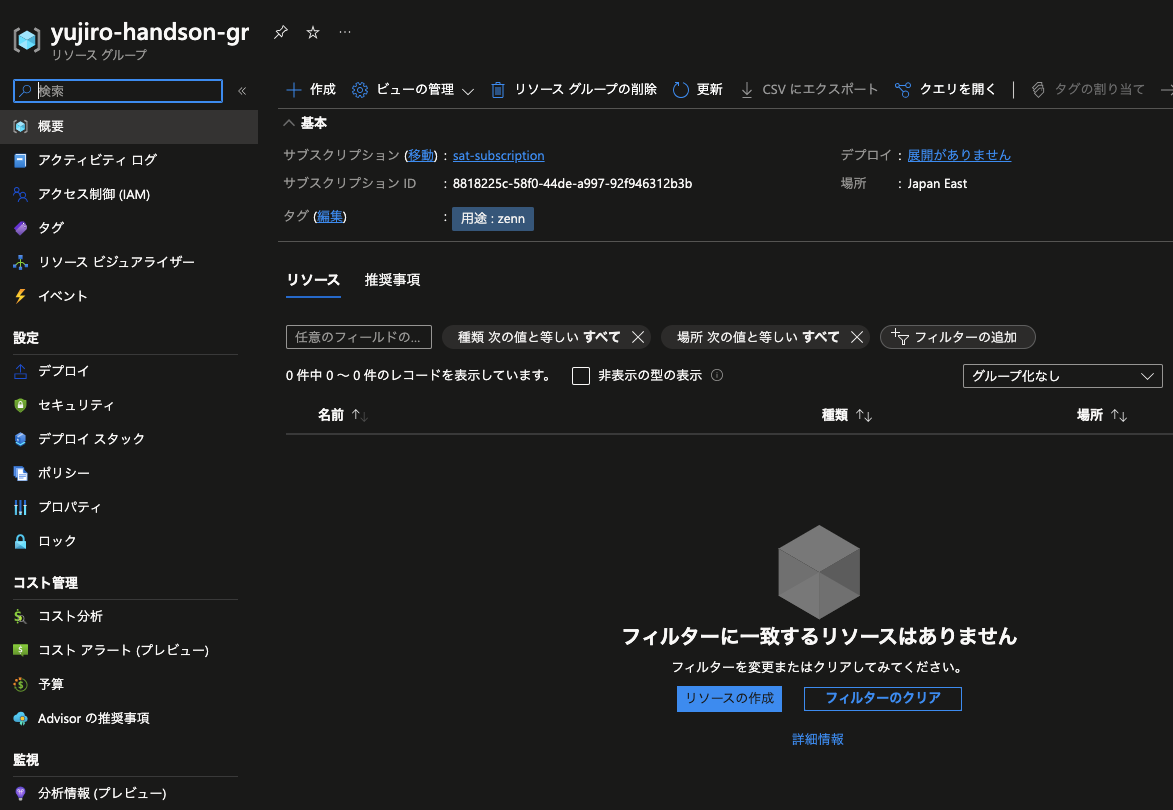 yujiro-handson-gr
リソース グループ
検索
作成 ビューの管理 リソース グループの削除 更新 CSV にエクスポート クエリを開く タグの割り当て
概要
アクティビティ ログ
アクセス制御 (IAM)
タグ
リソース ビジュアライザー
イベント
設定
デプロイ
セキュリティ
デプロイ スタック
ポリシー
プロパティ
ロック
コスト管理
コスト分析
コスト アラート (プレビュー)
予算
Advisor の推奨事項
監視
分析情報 (プレビュー)
基本
サブスクリプション (移動) : sat-subscription
サブスクリプション ID : 8818225c-58f0-44de-a997-92f946312b3b
タグ (編集) : 用途 : zenn
デプロイ : 展開がありません
場所 : Japan East
リソース 推奨事項
任意のフィールドの... 種類 次の値と等しい すべて 場所 次の値と等しい すべて フィルターの追加
0 件中 0 ～ 0 件のレコードを表示しています。 非表示の型の表示 グループ化なし
名前 種類 場所
フィルターに一致するリソースはありません
フィルターを変更またはクリアしてみてください。
リソースの作成 フィルターのクリア
詳細情報